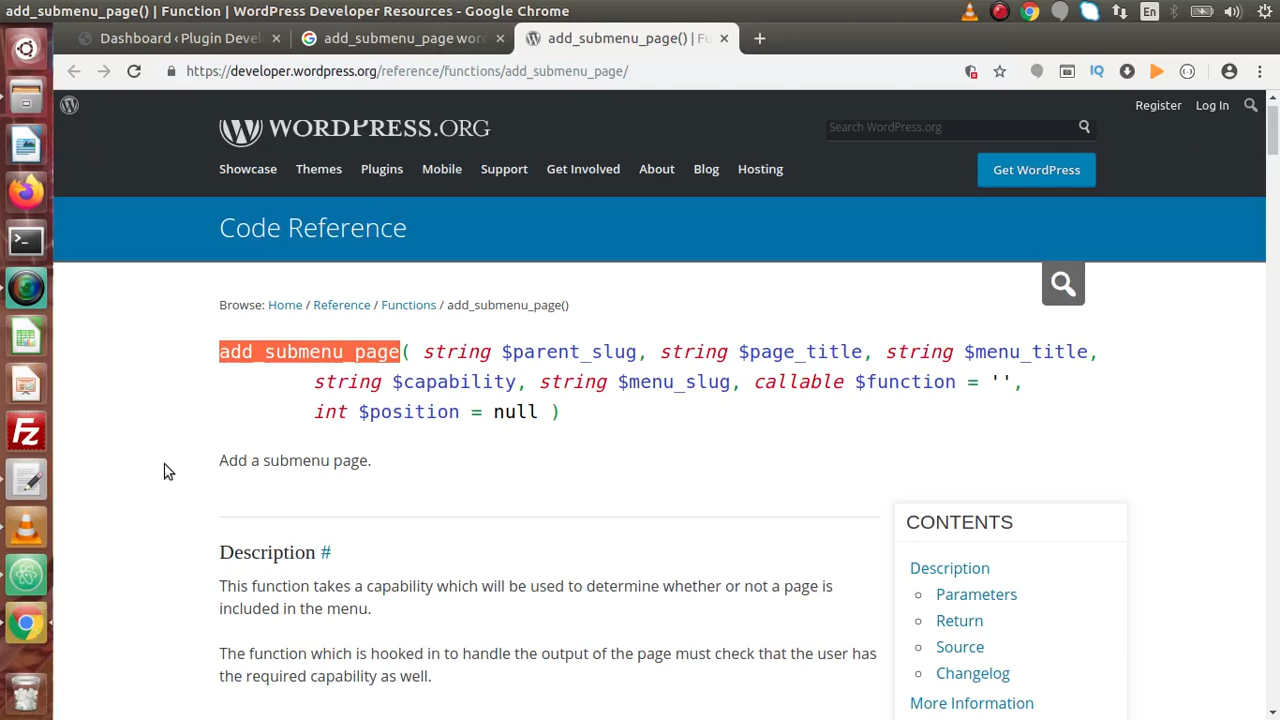 add_submenu_page() | Function | WordPress Developer Resources - Google Chrome
En
Dashboard ‹ Plugin Devel
add_submenu_page wor
add_submenu_page() | Fu
https://developer.wordpress.org/reference/functions/add_submenu_page/
IQ
Register Log In
WORDPRESS.ORG
Search WordPress.org
Showcase Themes Plugins Mobile Support Get Involved About Blog Hosting
Get WordPress
Code Reference
Browse: Home / Reference / Functions / add_submenu_page()
add_submenu_page( string $parent_slug, string $page_title, string $menu_title,
string $capability, string $menu_slug, callable $function = '',
int $position = null )
Add a submenu page.
Description #
This function takes a capability which will be used to determine whether or not a page is
included in the menu.
The function which is hooked in to handle the output of the page must check that the user has
the required capability as well.
CONTENTS
Description
Parameters
Return
Source
Changelog
More Information